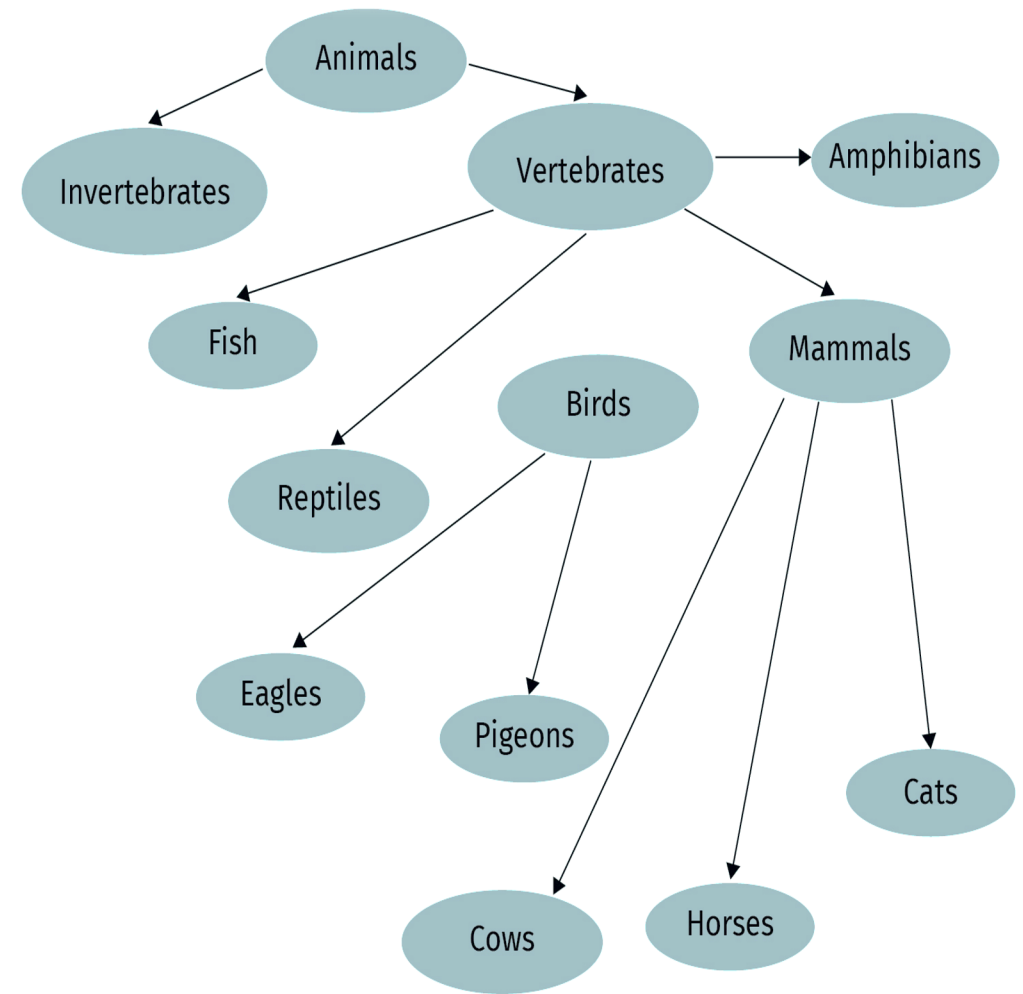 Animals
Vertebrates
Amphibians
Invertebrates
Fish
Mammals
Birds
Reptiles
Eagles
Pigeons
Cats
Cows
Horses